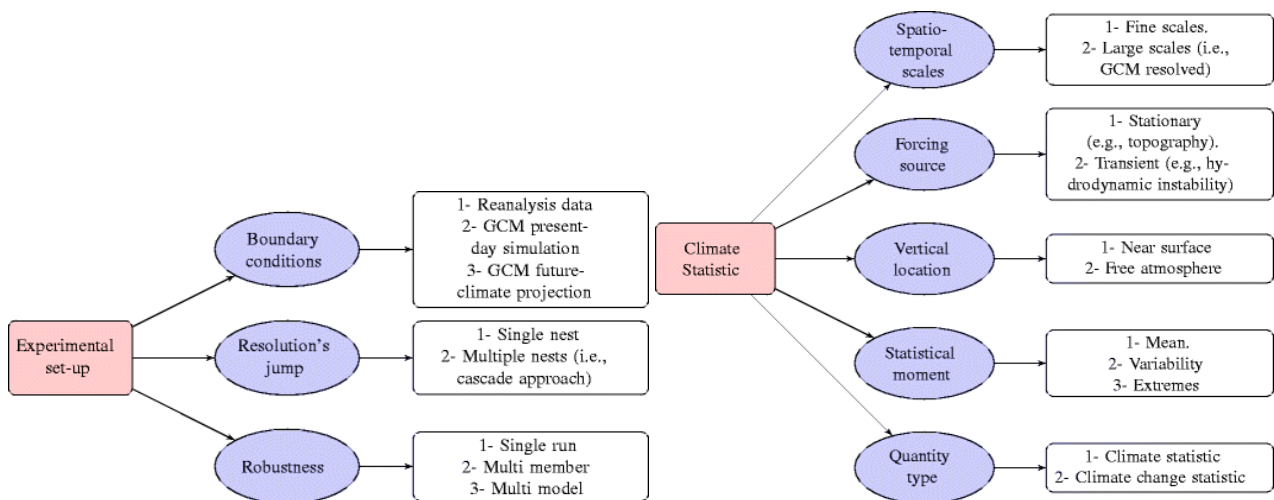 Experimental
set-up
Boundary
conditions
1- Reanalysis data
2- GCM present-
day simulation
3- GCM future-
climate projection
Resolution's
jump
1- Single nest
2- Multiple nests (i.e.,
cascade approach)
Robustness
1- Single run
2- Multi member
3- Multi model
Climate
Statistic
Spatio-
temporal
scales
1- Fine scales.
2- Large scales (i.e.,
GCM resolved)
Forcing
source
1- Stationary
(e.g., topography).
2- Transient (e.g., hy-
drodynamic instability)
Vertical
location
1- Near surface
2- Free atmosphere
Statistical
moment
1- Mean.
2- Variability
3- Extremes
Quantity
type
1- Climate statistic
2- Climate change statistic